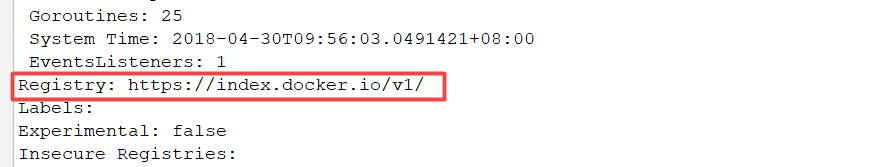 Goroutines: 25
System Time: 2018-04-30T09:56:03.0491421+08:00
EventsListeners: 1
Registry: https://index.docker.io/v1/
Labels:
Experimental: false
Insecure Registries: